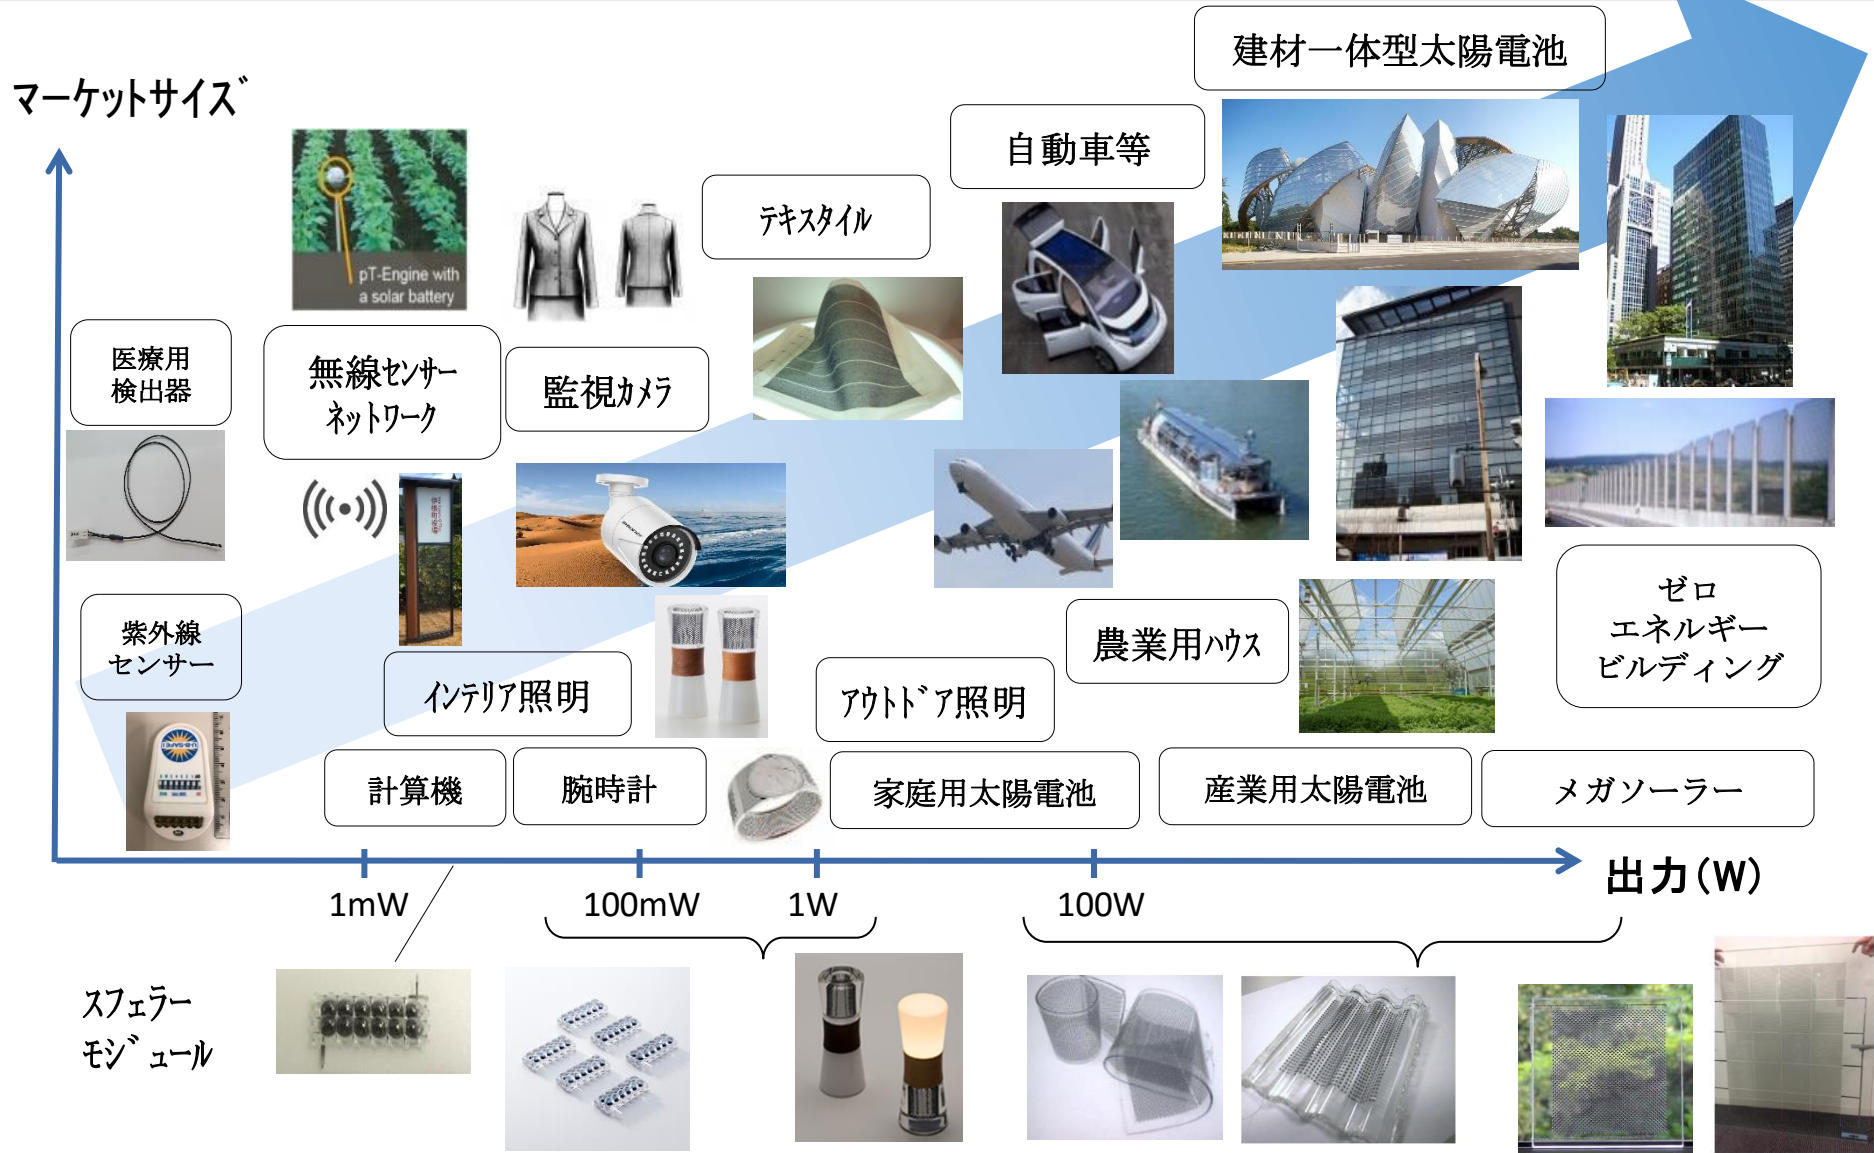 建材一体型太陽電池
マーケットサイズ
自動車等
テキスタイル
pT-Engine with
a solar battery
医療用
検出器
無線センサー
ネットワーク
監視カメラ
紫外線
センサー
インテリア照明
アウトドア照明
農業用ハウス
ゼロ
エネルギー
ビルディング
計算機
腕時計
家庭用太陽電池
産業用太陽電池
メガソーラー
出力(W)
1mW
100mW
1W
100W
スフェラー
モジュール